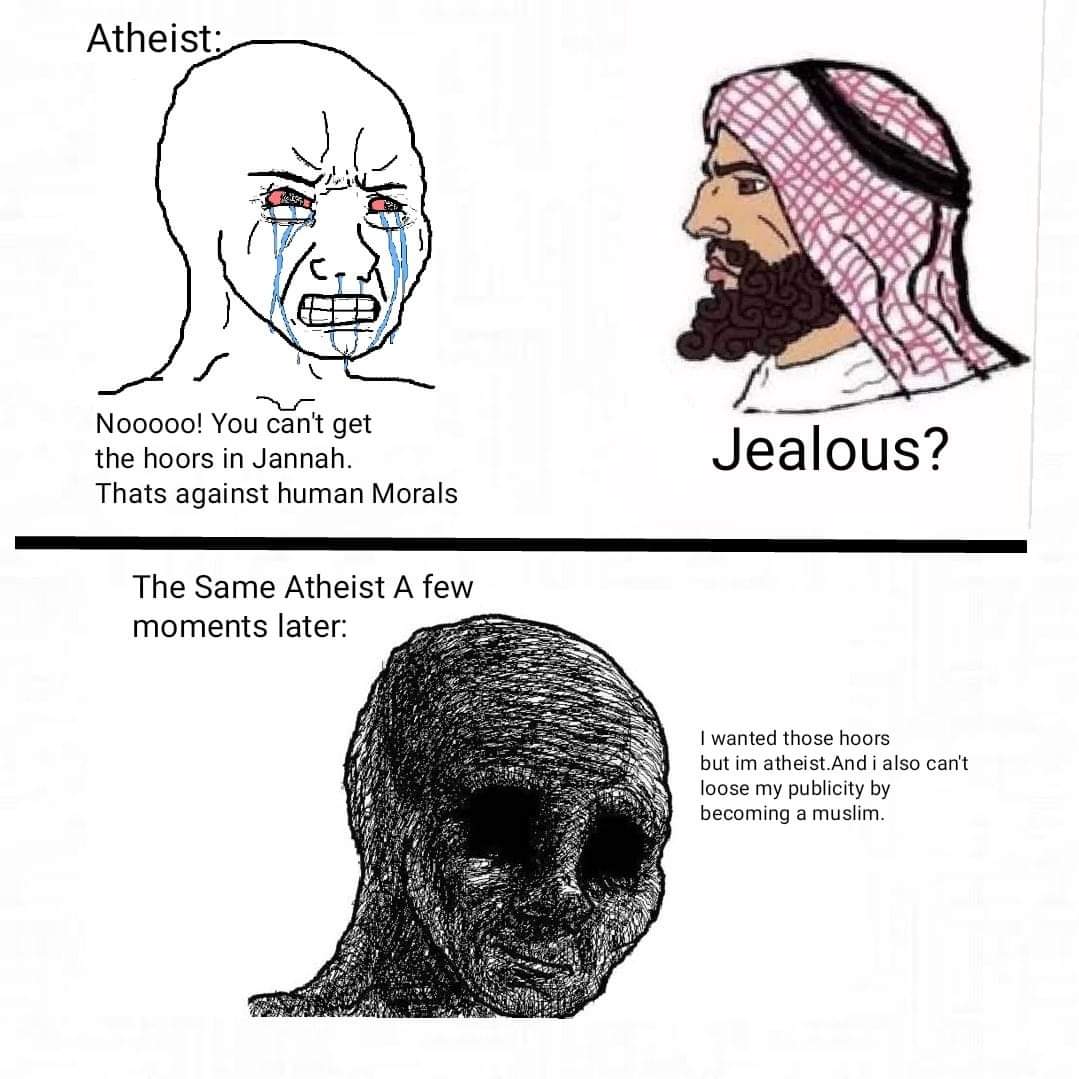 Atheist:
Nooooo! You can't get
the hoors in Jannah.
Thats against human Morals
Jealous?
The Same Atheist A few
moments later:
I wanted those hoors
but im atheist.And i also can't
loose my publicity by
becoming a muslim.